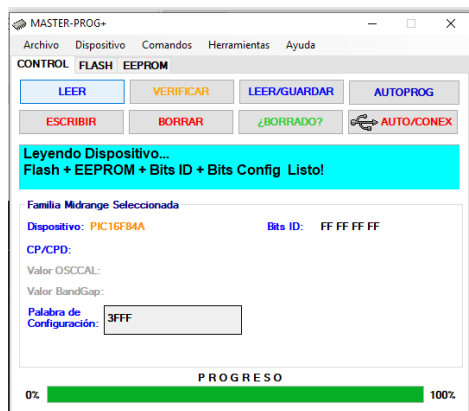 MASTER-PROG+
Archivo Dispositivo Comandos Herramientas Ayuda
CONTROL FLASH EEPROM
LEER VERIFICAR LEER/GUARDAR AUTOPROG
ESCRIBIR BORRAR ¿BORRADO? AUTO/CONEX
Leyendo Dispositivo...
Flash + EEPROM + Bits ID + Bits Config Listo!
Familia Midrange Seleccionada
Dispositivo: PIC16F84A Bits ID: FF FF FF FF
CP/CPD:
Valor OSCCAL:
Valor BandGap:
Palabra de
Configuración: 3FFF
PROGRESO
0% 100%